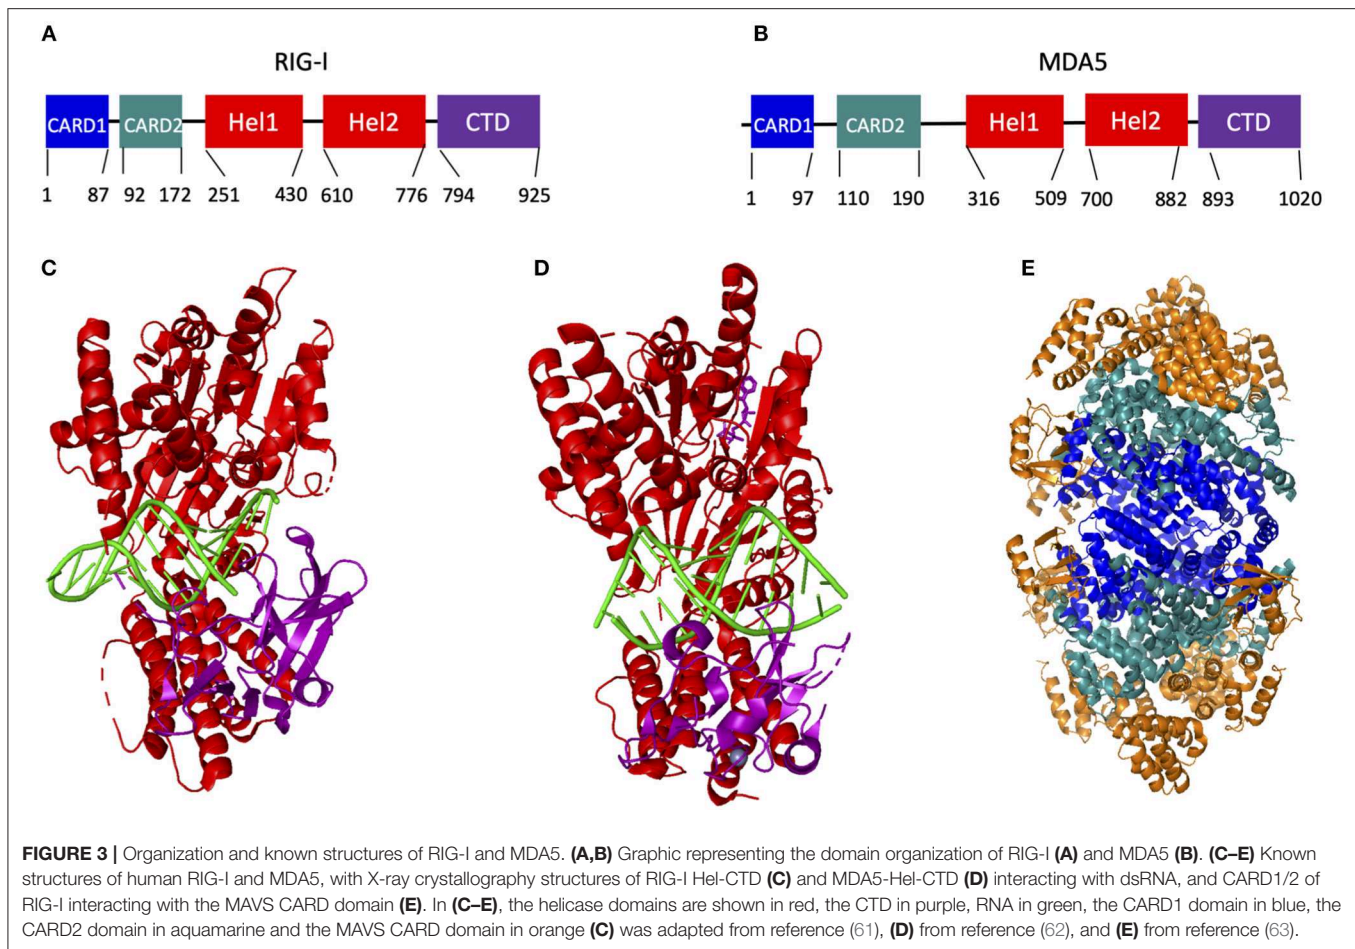 A
B
RIG-I
MDA5
CARD1 CARD2 Hel1 Hel2 CTD
CARD1 CARD2 Hel1 Hel2 CTD
1 87 92 172 251 430 610 776 794 925
1 97 110 190 316 509 700 882 893 1020
C
D
E
FIGURE 3 | Organization and known structures of RIG-I and MDA5. (A,B) Graphic representing the domain organization of RIG-I (A) and MDA5 (B). (C–E) Known
structures of human RIG-I and MDA5, with X-ray crystallography structures of RIG-I Hel-CTD (C) and MDA5-Hel-CTD (D) interacting with dsRNA, and CARD1/2 of
RIG-I interacting with the MAVS CARD domain (E). In (C–E), the helicase domains are shown in red, the CTD in purple, RNA in green, the CARD1 domain in blue, the
CARD2 domain in aquamarine and the MAVS CARD domain in orange (C) was adapted from reference (61), (D) from reference (62), and (E) from reference (63).